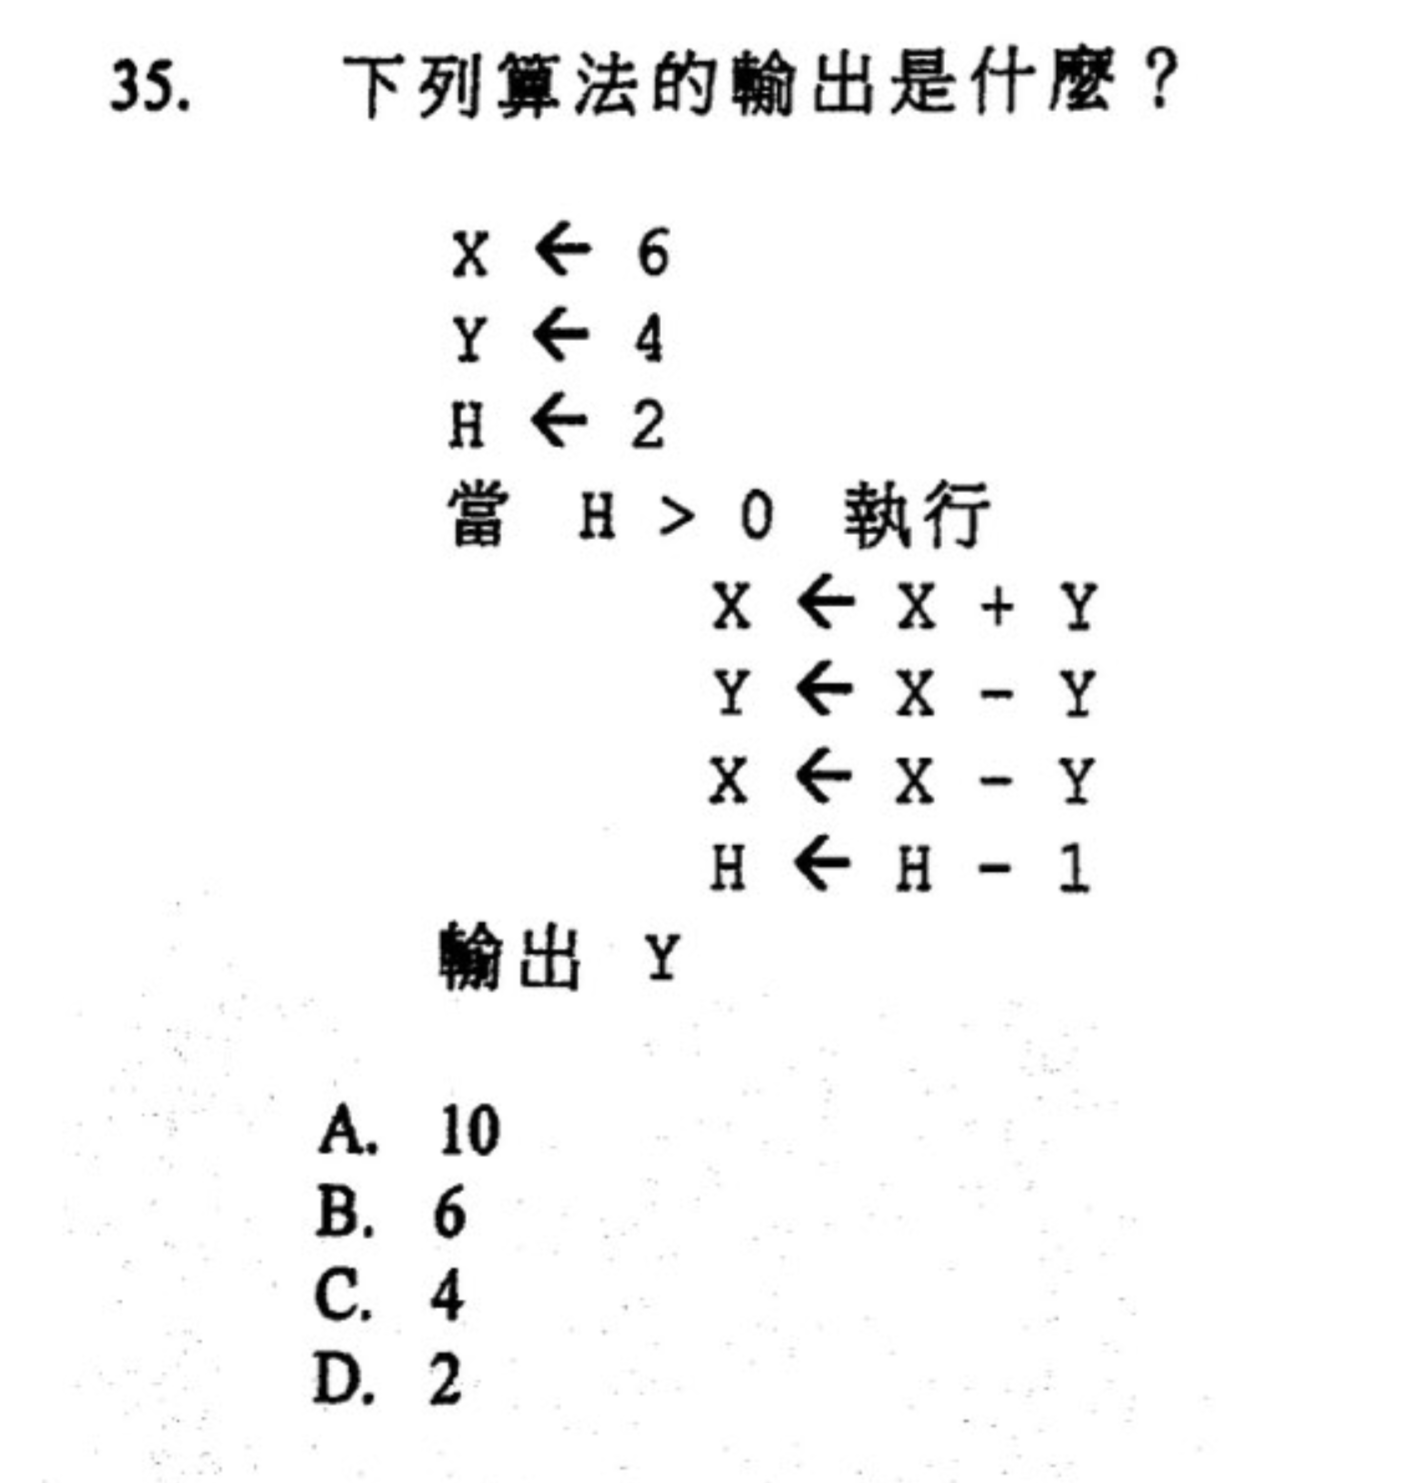 35. 下列算法的輸出是什麼？
X ← 6
Y ← 4
H ← 2
當 H > 0 執行
X ← X + Y
Y ← X - Y
X ← X - Y
H ← H - 1
輸出 Y
A. 10
B. 6
C. 4
D. 2